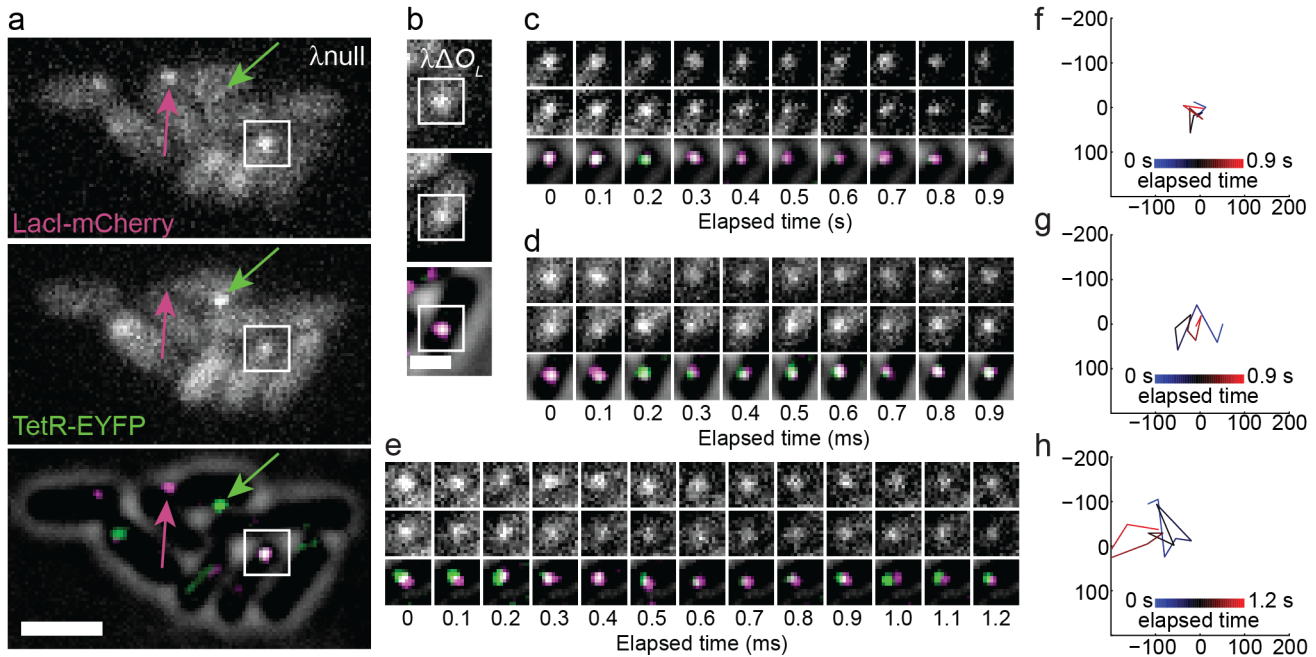 a
λnull
LacI-mCherry
TetR-EYFP
b
λΔO_L
c
0 0.1 0.2 0.3 0.4 0.5 0.6 0.7 0.8 0.9
Elapsed time (s)
d
0 0.1 0.2 0.3 0.4 0.5 0.6 0.7 0.8 0.9
Elapsed time (ms)
e
0 0.1 0.2 0.3 0.4 0.5 0.6 0.7 0.8 0.9 1.0 1.1 1.2
Elapsed time (ms)
f
−200
−100
0
100
0 s 0.9 s
elapsed time
−100 0 100 200
g
−200
−100
0
100
0 s 0.9 s
elapsed time
−100 0 100 200
h
−200
−100
0
100
0 s 1.2 s
elapsed time
−100 0 100 200